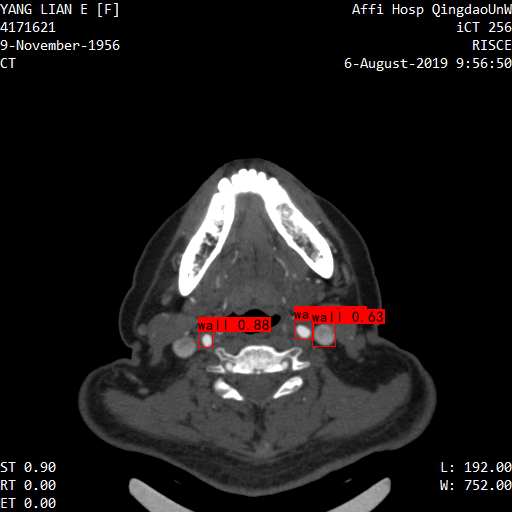 YANG LIAN E [F]
4171621
9-November-1956
CT
Affi Hosp QingdaoUnW
iCT 256
RISCE
6-August-2019 9:56:50
wall 0.88
wa
wall 0.63
ST 0.90
RT 0.00
ET 0.00
L: 192.00
W: 752.00